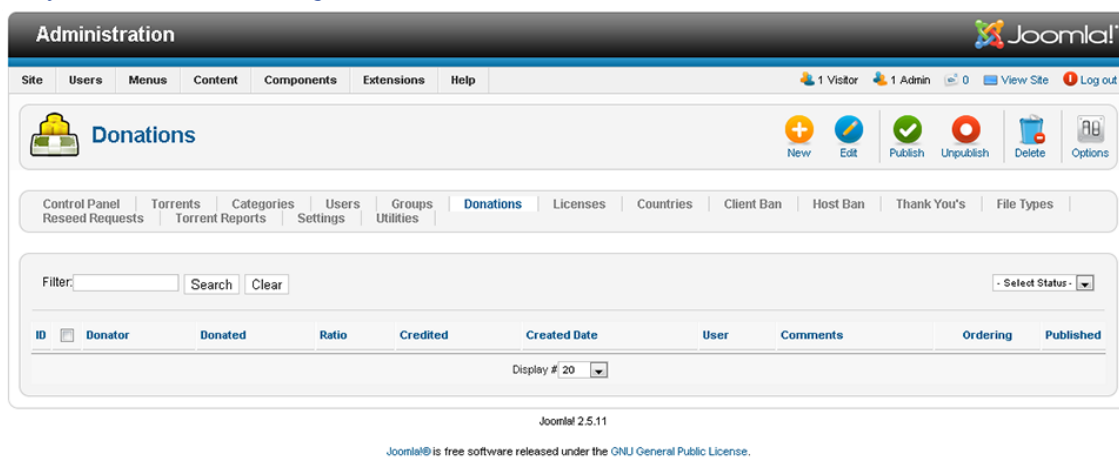 Administration Joomla!
Site Users Menus Content Components Extensions Help 1 Visitor 1 Admin 0 View Site Log out
Donations New Edit Publish Unpublish Delete Options
Control Panel Torrents Categories Users Groups Donations Licenses Countries Client Ban Host Ban Thank You's File Types
Reseed Requests Torrent Reports Settings Utilities
Filter: Search Clear - Select Status -
ID Donator Donated Ratio Credited Created Date User Comments Ordering Published
Display # 20
Joomla! 2.5.11
Joomla!® is free software released under the GNU General Public License.